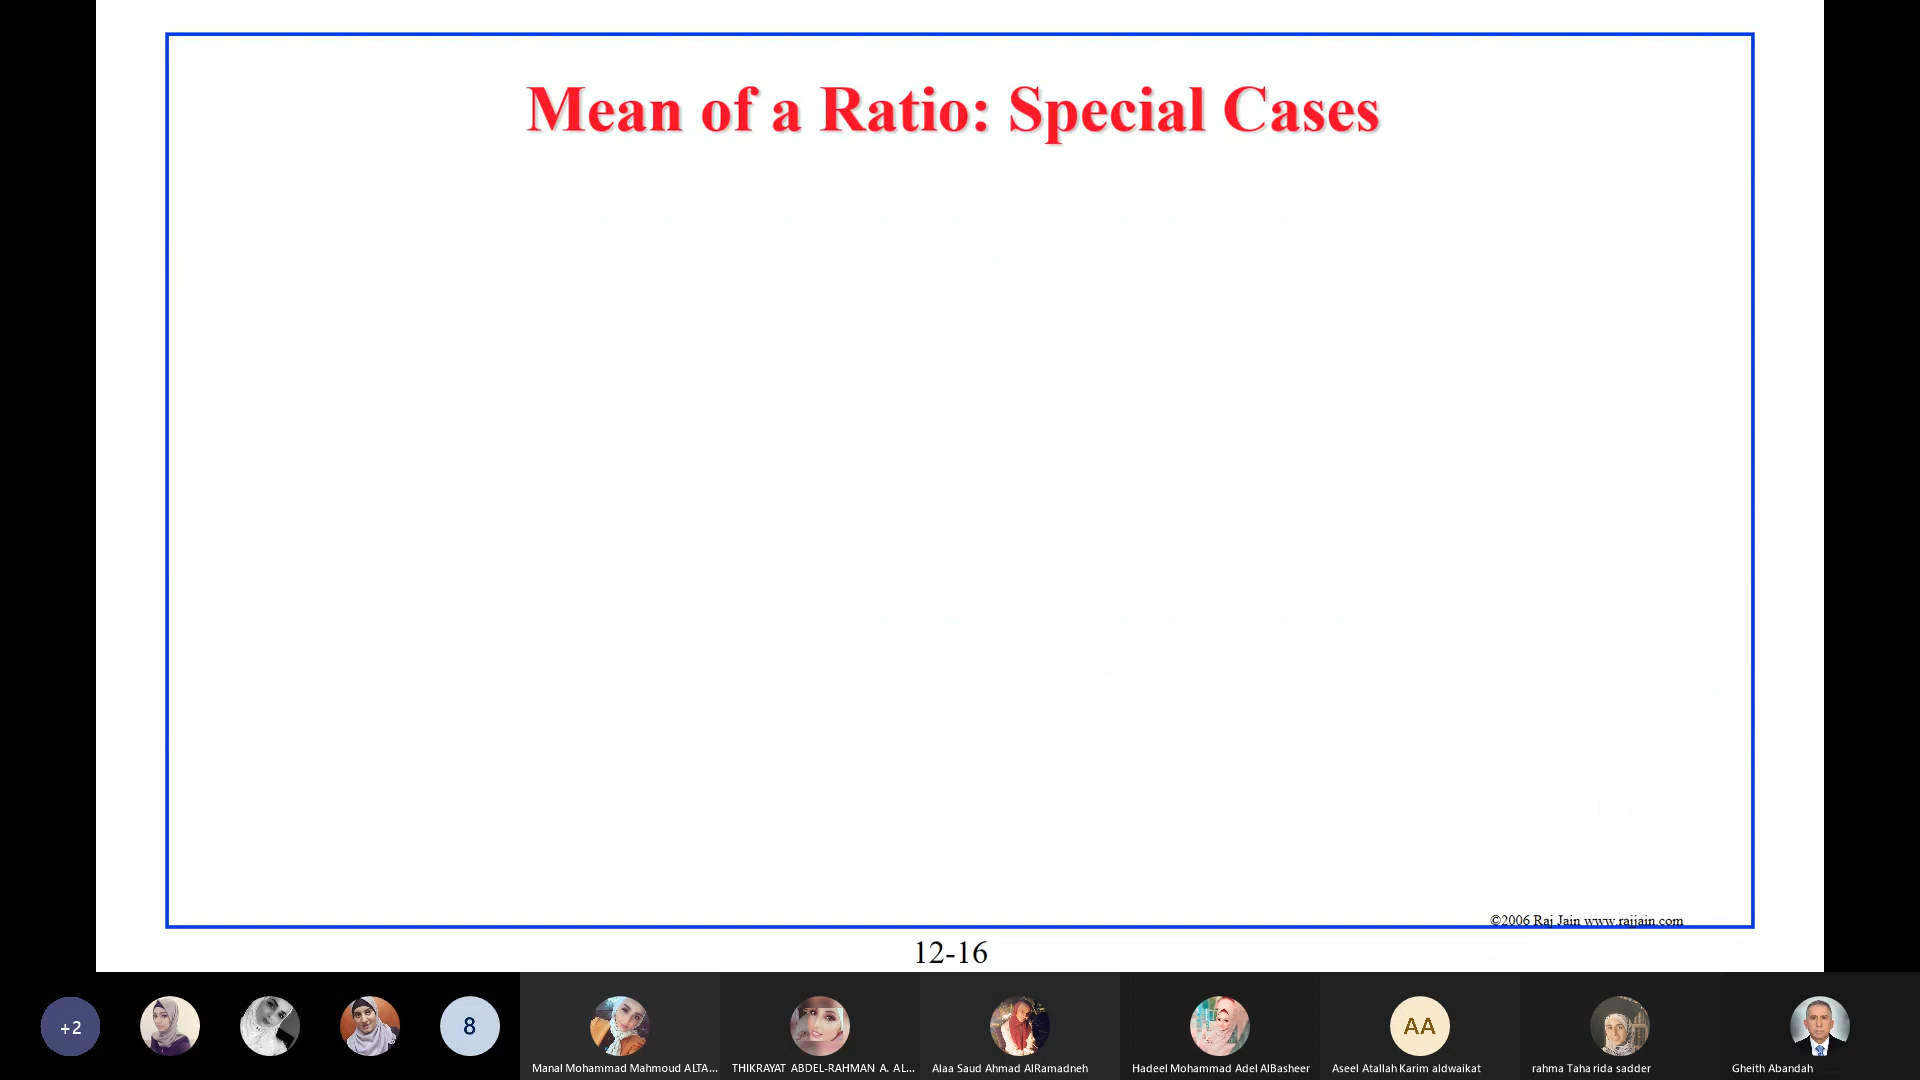 Mean of a Ratio: Special Cases
©2006 Raj Jain www.rajjain.com
12-16
+2
8
AA
Manal Mohammad Mahmoud ALTA...
THIKRAYAT ABDEL-RAHMAN A. AL...
Alaa Saud Ahmad AlRamadneh
Hadeel Mohammad Adel AlBasheer
Aseel Atallah Karim aldwaikat
rahma Taha rida sadder
Gheith Abandah